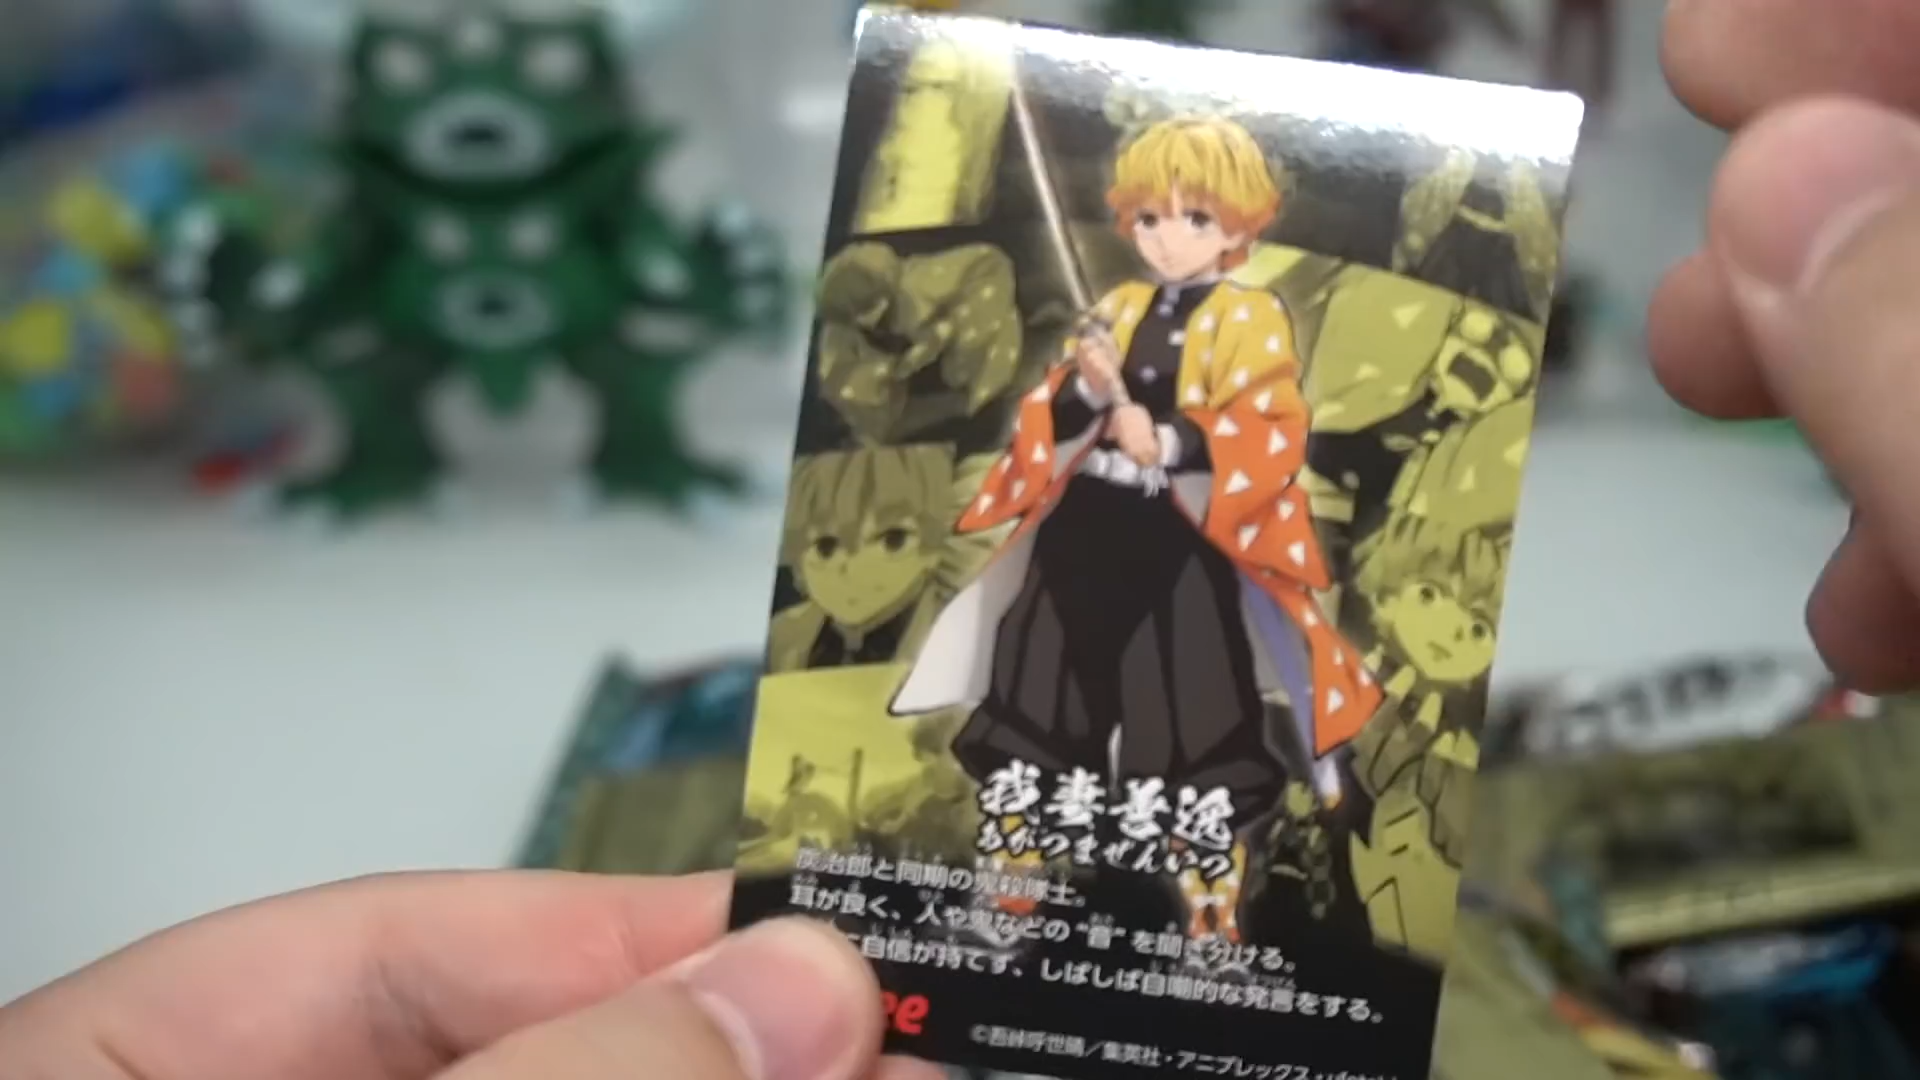 我妻善逸
あがつまぜんいつ
炭治郎と同期の鬼殺隊士。
耳が良く、人や鬼などの“音”を聞き分ける。
自信が持てず、しばしば自嘲的な発言をする。
ee
©吾峠呼世晴／集英社・アニプレックス・ufotable